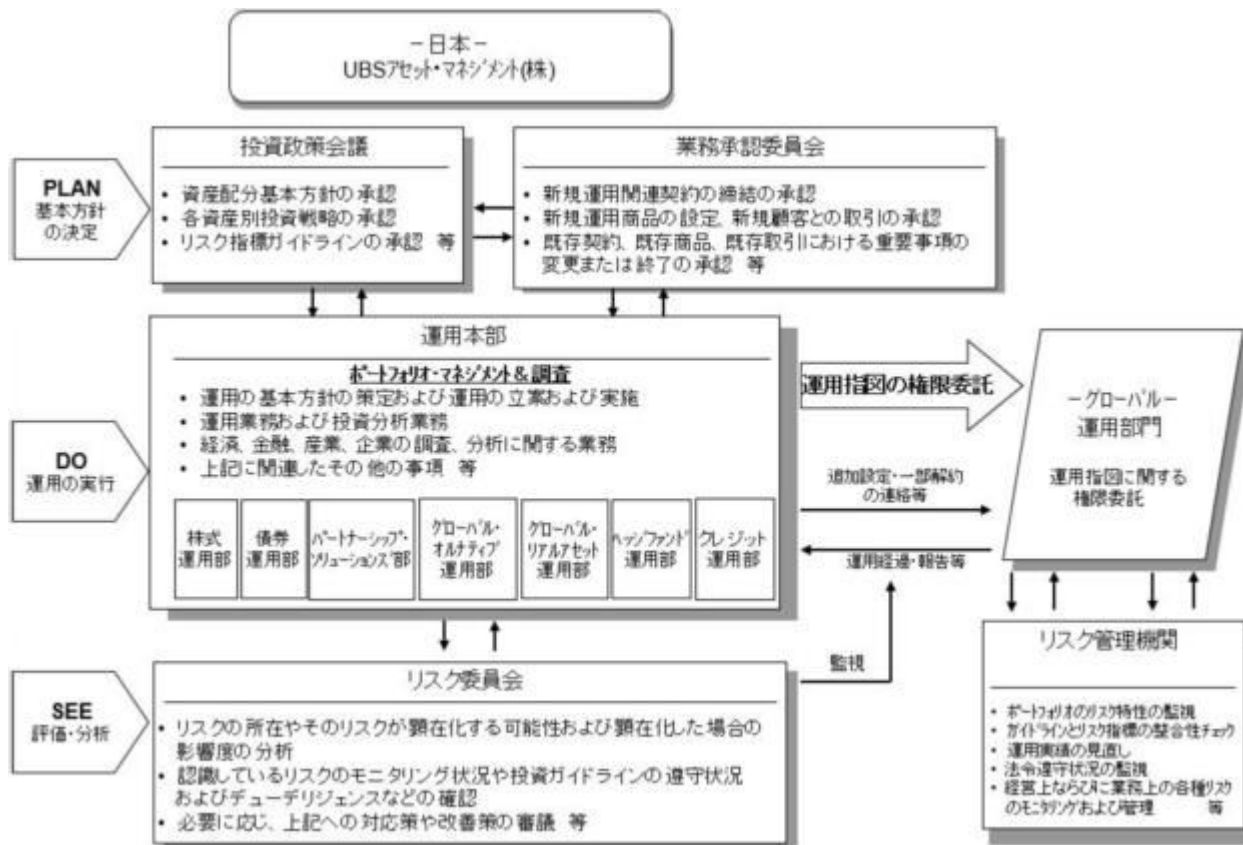 －日本－
UBSアセット・マネジメント(株)
PLAN
基本方針
の決定
投資政策会議
• 資産配分基本方針の承認
• 各資産別投資戦略の承認
• リスク指標ガイドラインの承認 等
業務承認委員会
• 新規運用関連契約の締結の承認
• 新規運用商品の設定、新規顧客との取引の承認
• 既存契約、既存商品、既存取引における重要事項の
変更または終了の承認 等
DO
運用の実行
運用本部
ポートフォリオ・マネジメント＆調査
• 運用の基本方針の策定および運用の立案および実施
• 運用業務および投資分析業務
• 経済、金融、産業、企業の調査、分析に関する業務
• 上記に関連したその他の事項 等
株式
運用部
債券
運用部
パートナーシップ・
ソリューションズ部
グローバル・
オルタナティブ
運用部
グローバル・
リアルアセット
運用部
ヘッジファンド
運用部
クレジット
運用部
運用指図の権限委託
追加設定・一部解約
の連絡等
運用経過・報告等
－グローバル－
運用部門
運用指図に関する
権限委託
SEE
評価・分析
リスク委員会
• リスクの所在やそのリスクが顕在化する可能性および顕在化した場合の
影響度の分析
• 認識しているリスクのモニタリング状況や投資ガイドラインの遵守状況
およびデューデリジェンスなどの確認
• 必要に応じ、上記への対応策や改善策の審議 等
監視
リスク管理機関
• ポートフォリオのリスク特性の監視
• ガイドラインとリスク指標の整合性チェック
• 運用実績の見直し
• 法令遵守状況の監視
• 経営上ならびに業務上の各種リスク
のモニタリングおよび管理 等